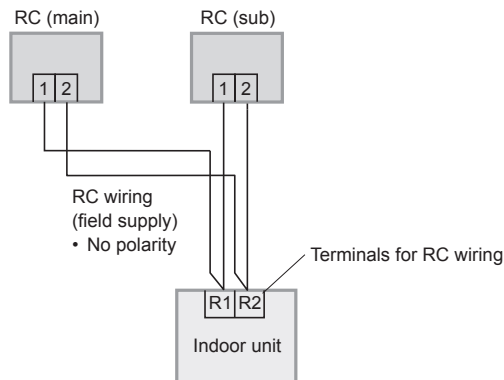 RC (main)
RC (sub)
1 2
1 2
RC wiring
(field supply)
• No polarity
Terminals for RC wiring
R1 R2
Indoor unit